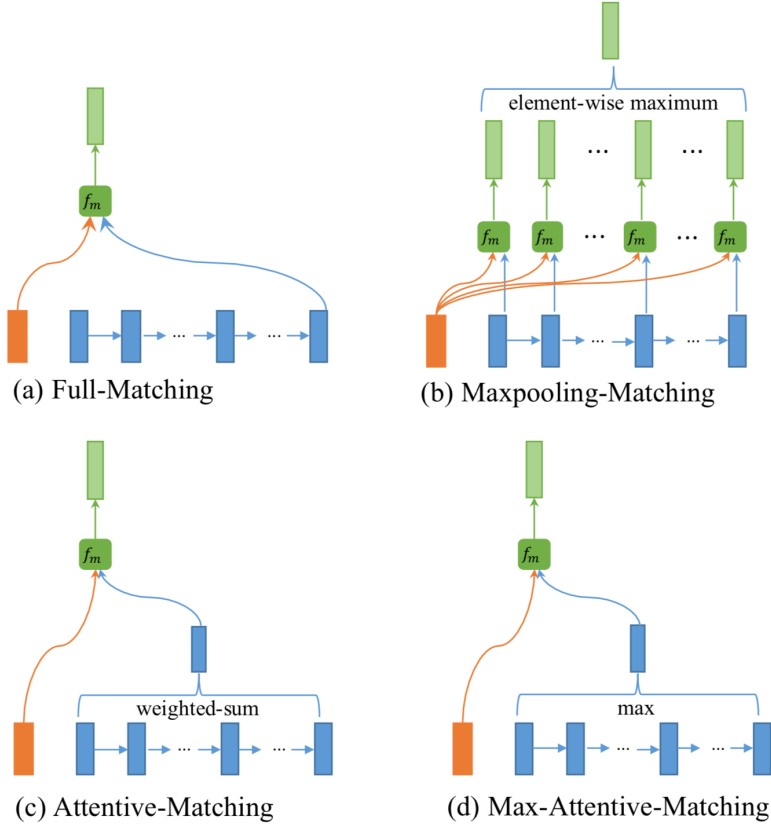 element-wise maximum
... ...
fm
fm fm ... fm ... fm
... ...
... ...
(a) Full-Matching
(b) Maxpooling-Matching
fm
fm
weighted-sum
max
... ...
... ...
(c) Attentive-Matching
(d) Max-Attentive-Matching